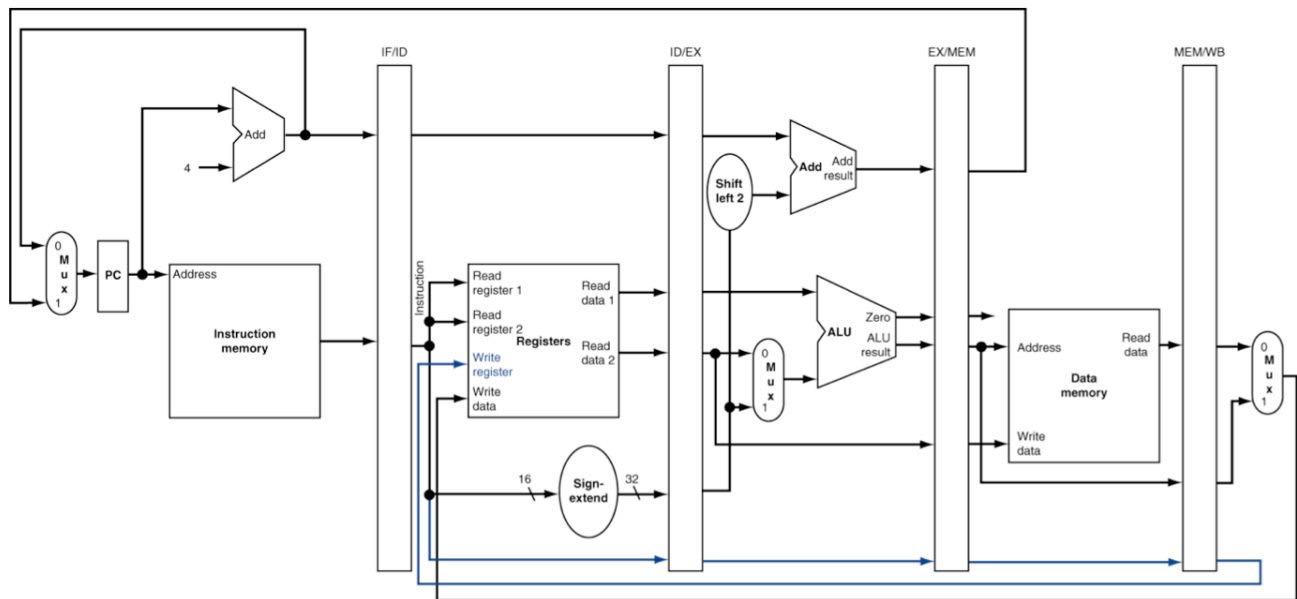 IF/ID
ID/EX
EX/MEM
MEM/WB
Add
4
0
M
u
x
1
PC
Address
Instruction
memory
Instruction
Read
register 1
Read
register 2
Write
register
Write
data
Registers
Read
data 1
Read
data 2
16
Sign-
extend
32
Shift
left 2
Add
Add
result
0
M
u
x
1
ALU
Zero
ALU
result
Address
Read
data
Data
memory
Write
data
0
M
u
x
1